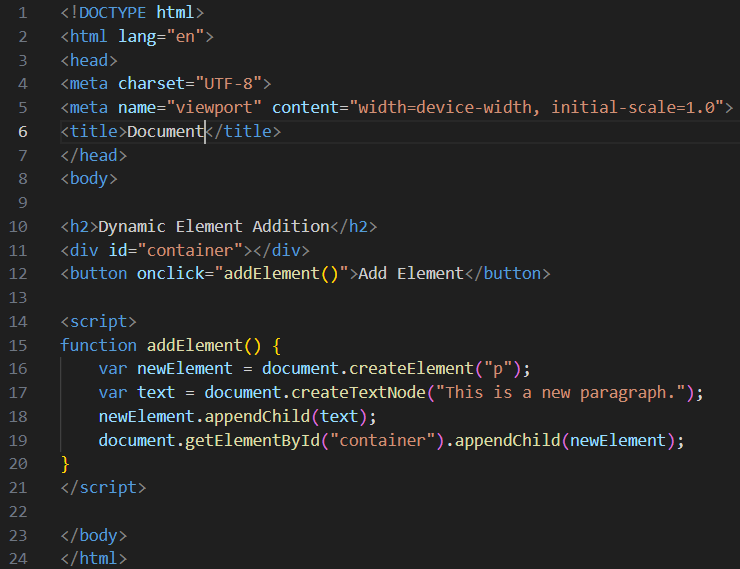 1 <!DOCTYPE html>
2 <html lang="en">
3 <head>
4 <meta charset="UTF-8">
5 <meta name="viewport" content="width=device-width, initial-scale=1.0">
6 <title>Document</title>
7 </head>
8 <body>
9
10 <h2>Dynamic Element Addition</h2>
11 <div id="container"></div>
12 <button onclick="addElement()">Add Element</button>
13
14 <script>
15 function addElement() {
16     var newElement = document.createElement("p");
17     var text = document.createTextNode("This is a new paragraph.");
18     newElement.appendChild(text);
19     document.getElementById("container").appendChild(newElement);
20 }
21 </script>
22
23 </body>
24 </html>